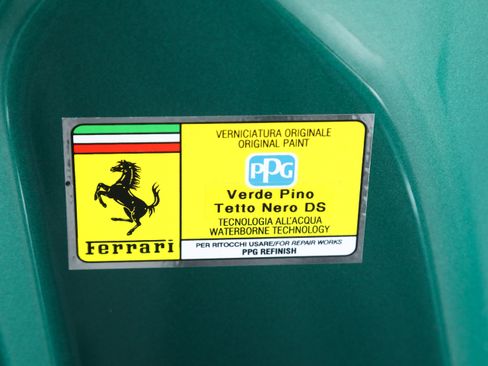 VERNICIATURA ORIGINALE
ORIGINAL PAINT
PPG
Verde Pino
Tetto Nero DS
TECNOLOGIA ALL'ACQUA
WATERBORNE TECHNOLOGY
Ferrari
PER RITOCCHI USARE/FOR REPAIR WORKS
PPG REFINISH